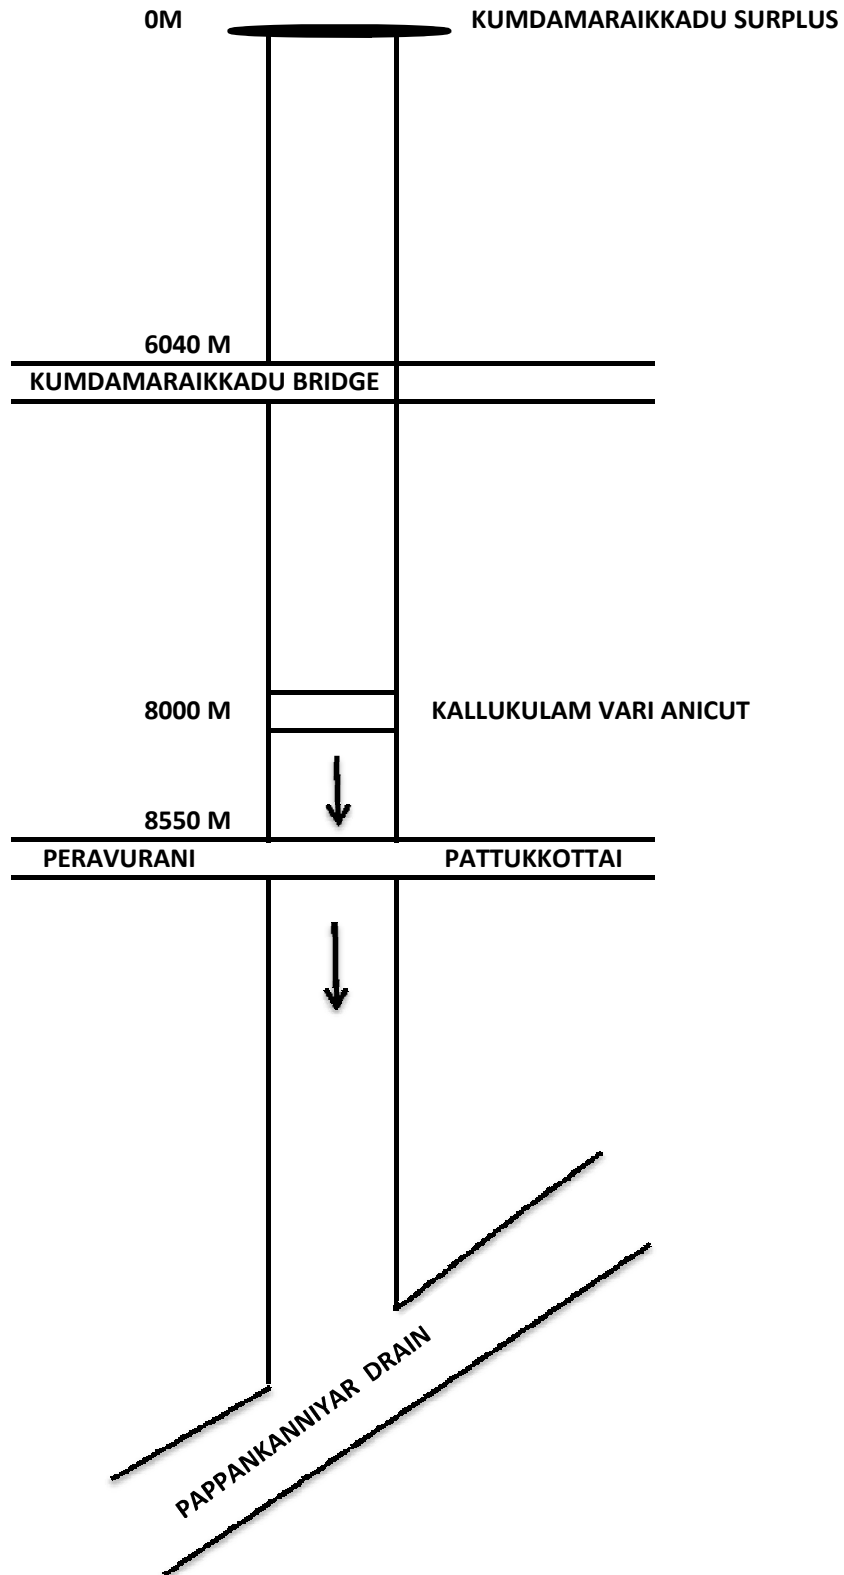 0M
KUMDAMARAIKKADU SURPLUS
6040 M
KUMDAMARAIKKADU BRIDGE
8000 M
KALLUKULAM VARI ANICUT
8550 M
PERAVURANI
PATTUKKOTTAI
PAPPANKANNIYAR DRAIN